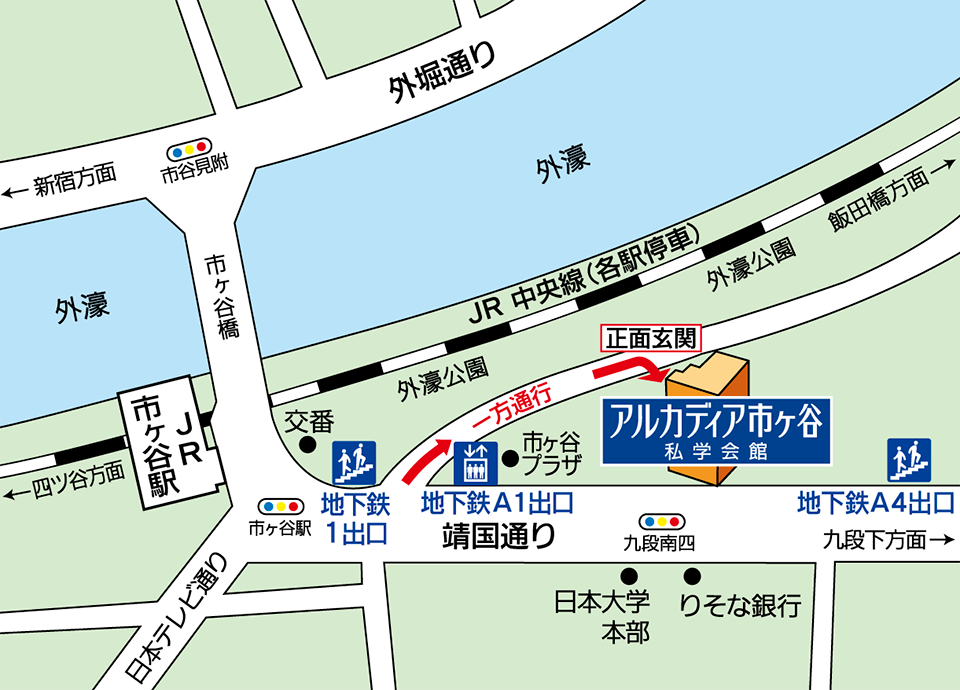 外堀通り
市谷見附
←新宿方面
外濠
飯田橋方面→
市ヶ谷橋
JR 中央線(各駅停車)
外濠公園
外濠
正面玄関
外濠公園
一方通行
アルカディア市ヶ谷
私学会館
JR
市ヶ谷駅
交番
市ヶ谷
プラザ
←四ツ谷方面
市ヶ谷駅
地下鉄
1出口
地下鉄A1出口
地下鉄A4出口
靖国通り
九段南四
九段下方面→
日本テレビ通り
日本大学
本部
りそな銀行